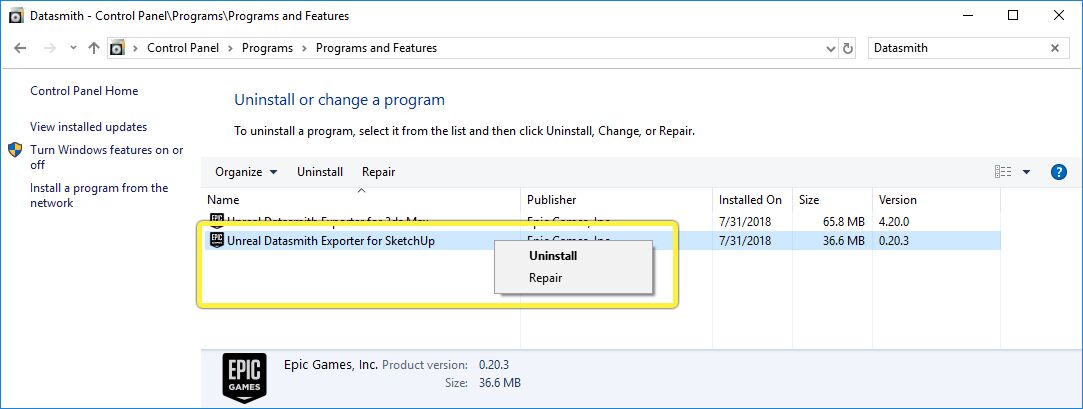 Datasmith - Control Panel\Programs\Programs and Features
Control Panel > Programs > Programs and Features
Datasmith
Control Panel Home
View installed updates
Turn Windows features on or
off
Install a program from the
network
Uninstall or change a program
To uninstall a program, select it from the list and then click Uninstall, Change, or Repair.
Organize Uninstall Repair
Name Publisher Installed On Size Version
Unreal Datasmith Exporter for 3ds Max Epic Games, Inc. 7/31/2018 65.8 MB 4.20.0
Unreal Datasmith Exporter for SketchUp Epic Games, Inc. 7/31/2018 36.6 MB 0.20.3
Uninstall
Repair
EPIC
GAMES
Epic Games, Inc. Product version: 0.20.3
Size: 36.6 MB